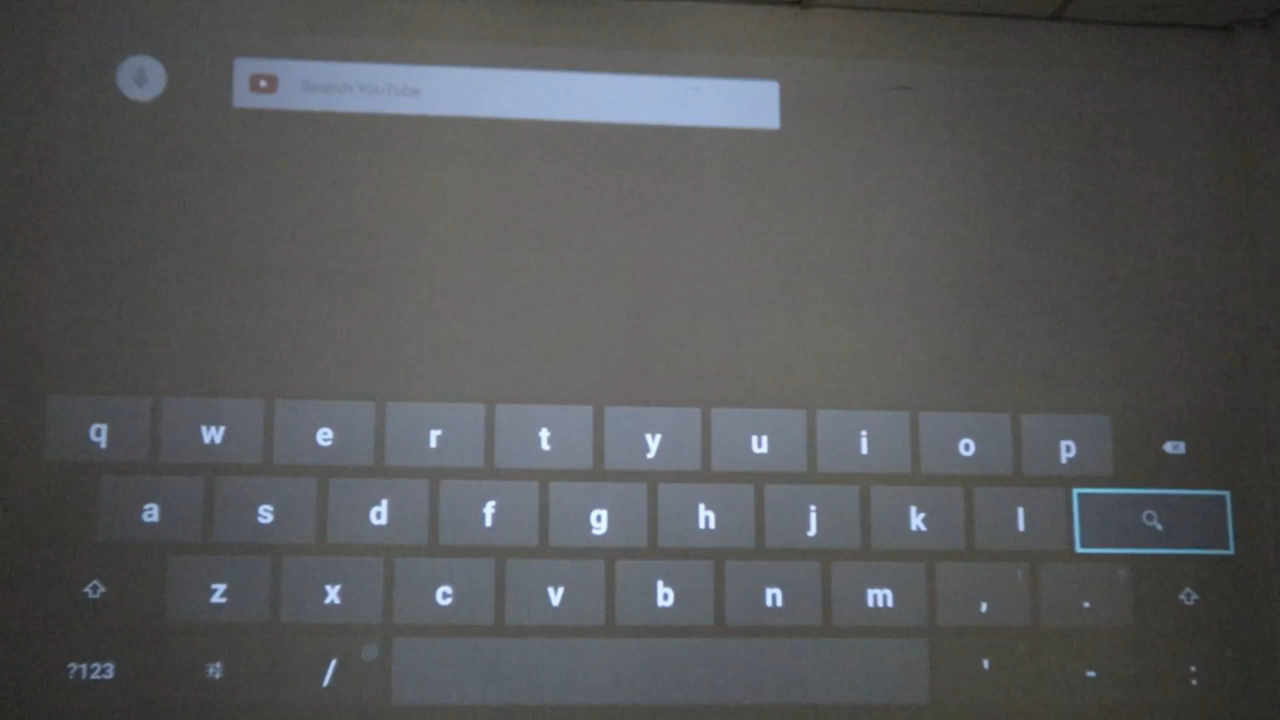 Search YouTube
q w e r t y u i o p
a s d f g h j k l
z x c v b n m , .
?123 / ' - :